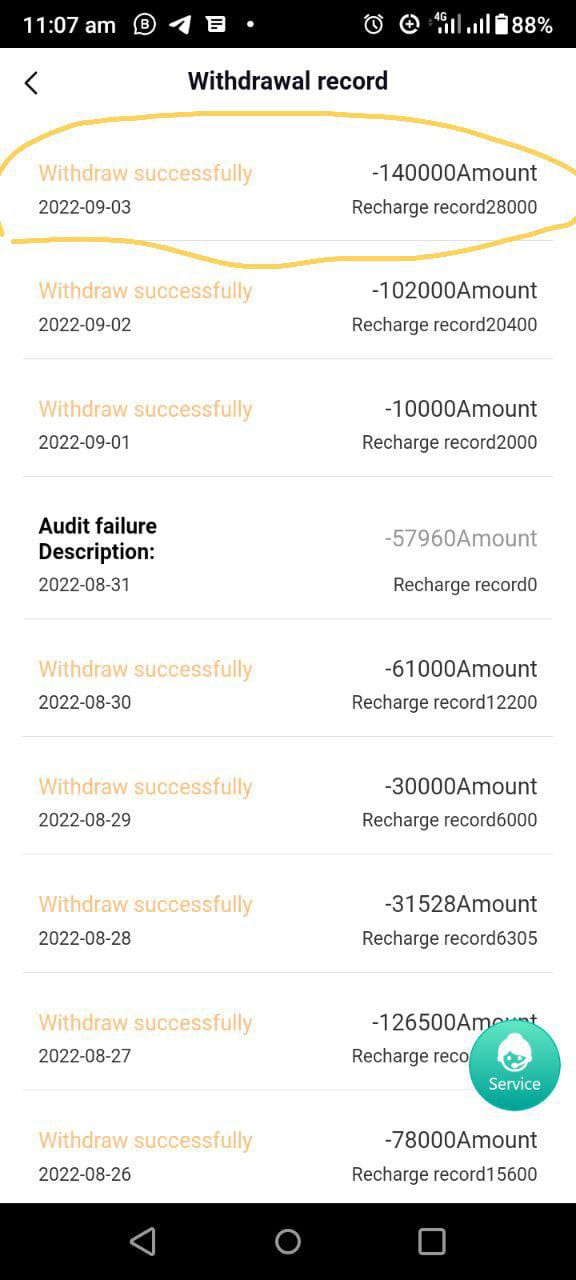 11:07 am 4G 88%
Withdrawal record
Withdraw successfully -140000Amount
2022-09-03 Recharge record28000
Withdraw successfully -102000Amount
2022-09-02 Recharge record20400
Withdraw successfully -10000Amount
2022-09-01 Recharge record2000
Audit failure
Description: -57960Amount
2022-08-31 Recharge record0
Withdraw successfully -61000Amount
2022-08-30 Recharge record12200
Withdraw successfully -30000Amount
2022-08-29 Recharge record6000
Withdraw successfully -31528Amount
2022-08-28 Recharge record6305
Withdraw successfully -126500Amount
2022-08-27 Recharge
Service
Withdraw successfully -78000Amount
2022-08-26 Recharge record15600